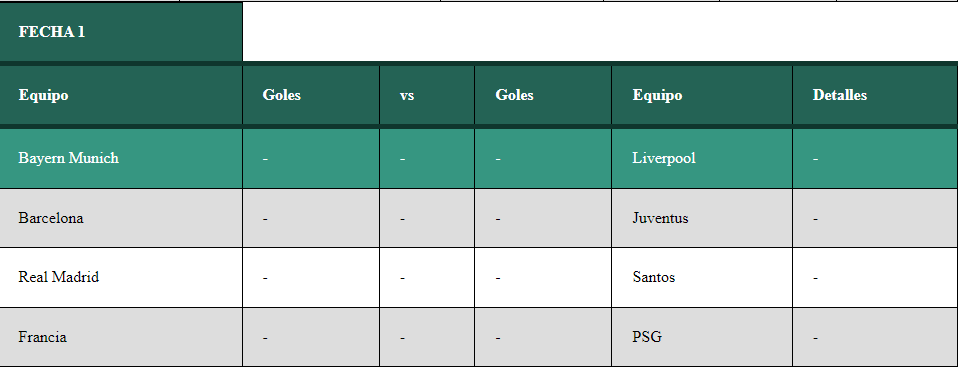 FECHA 1
Equipo Goles vs Goles Equipo Detalles
Bayern Munich - - - Liverpool -
Barcelona - - - Juventus -
Real Madrid - - - Santos -
Francia - - - PSG -